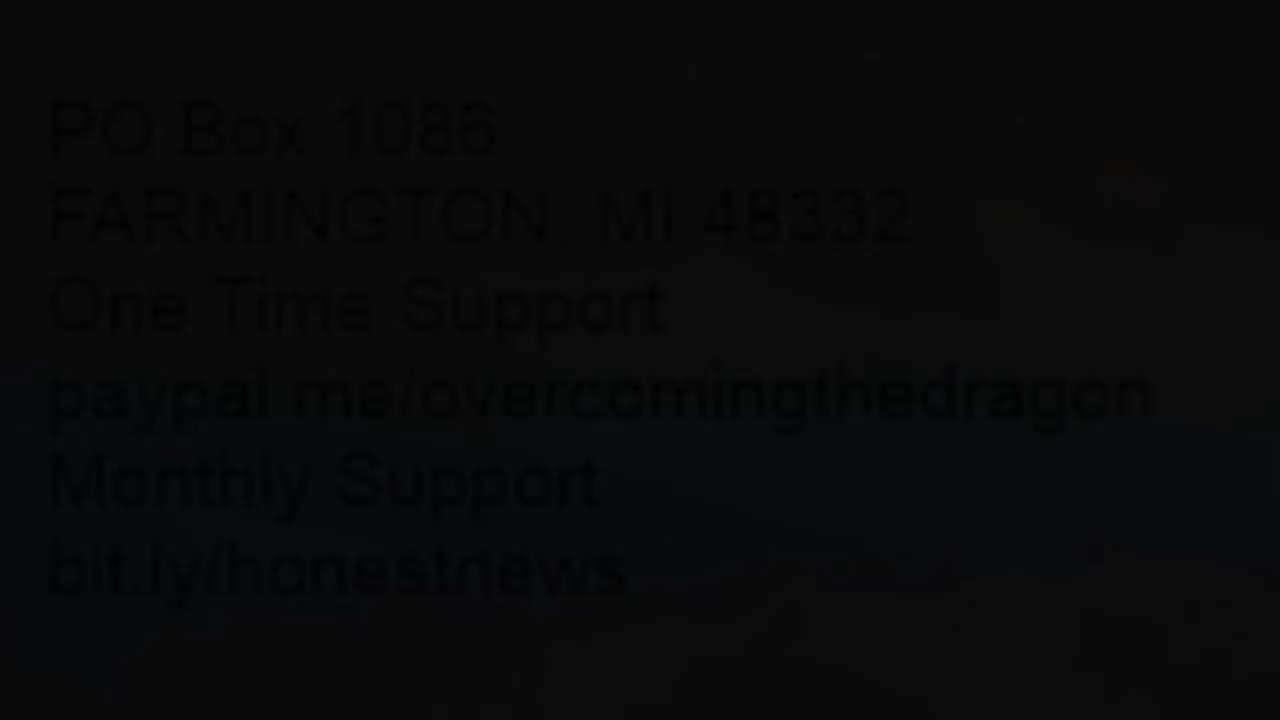 PO Box 1086
FARMINGTON, MI 48332
One Time Support
paypal.me/overcomingthedragon
Monthly Support
bit.ly/honestnews